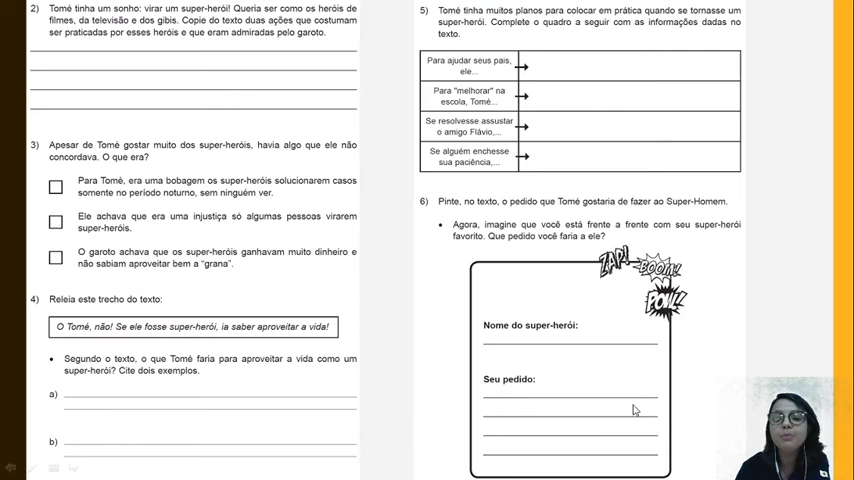 2) Tomé tinha um sonho: virar um super-herói! Queria ser como os heróis de
filmes, da televisão e dos gibis. Copie do texto duas ações que costumam
ser praticadas por esses heróis e que eram admiradas pelo garoto.
3) Apesar de Tomé gostar muito dos super-heróis, havia algo que ele não
concordava. O que era?
Para Tomé, era uma bobagem os super-heróis solucionarem casos
somente no período noturno, sem ninguém ver.
Ele achava que era uma injustiça só algumas pessoas virarem
super-heróis.
O garoto achava que os super-heróis ganhavam muito dinheiro e
não sabiam aproveitar bem a "grana".
4) Releia este trecho do texto:
O Tomé, não! Se ele fosse super-herói, ia saber aproveitar a vida!
• Segundo o texto, o que Tomé faria para aproveitar a vida como um
super-herói? Cite dois exemplos.
a)
b)
5) Tomé tinha muitos planos para colocar em prática quando se tornasse um
super-herói. Complete o quadro a seguir com as informações dadas no
texto.
Para ajudar seus pais,
ele...
Para "melhorar" na
escola, Tomé...
Se resolvesse assustar
o amigo Flávio,...
Se alguém enchesse
sua paciência,...
6) Pinte, no texto, o pedido que Tomé gostaria de fazer ao Super-Homem.
• Agora, imagine que você está frente a frente com seu super-herói
favorito. Que pedido você faria a ele?
ZAP!
BOOM!
POW!
Nome do super-herói:
Seu pedido: